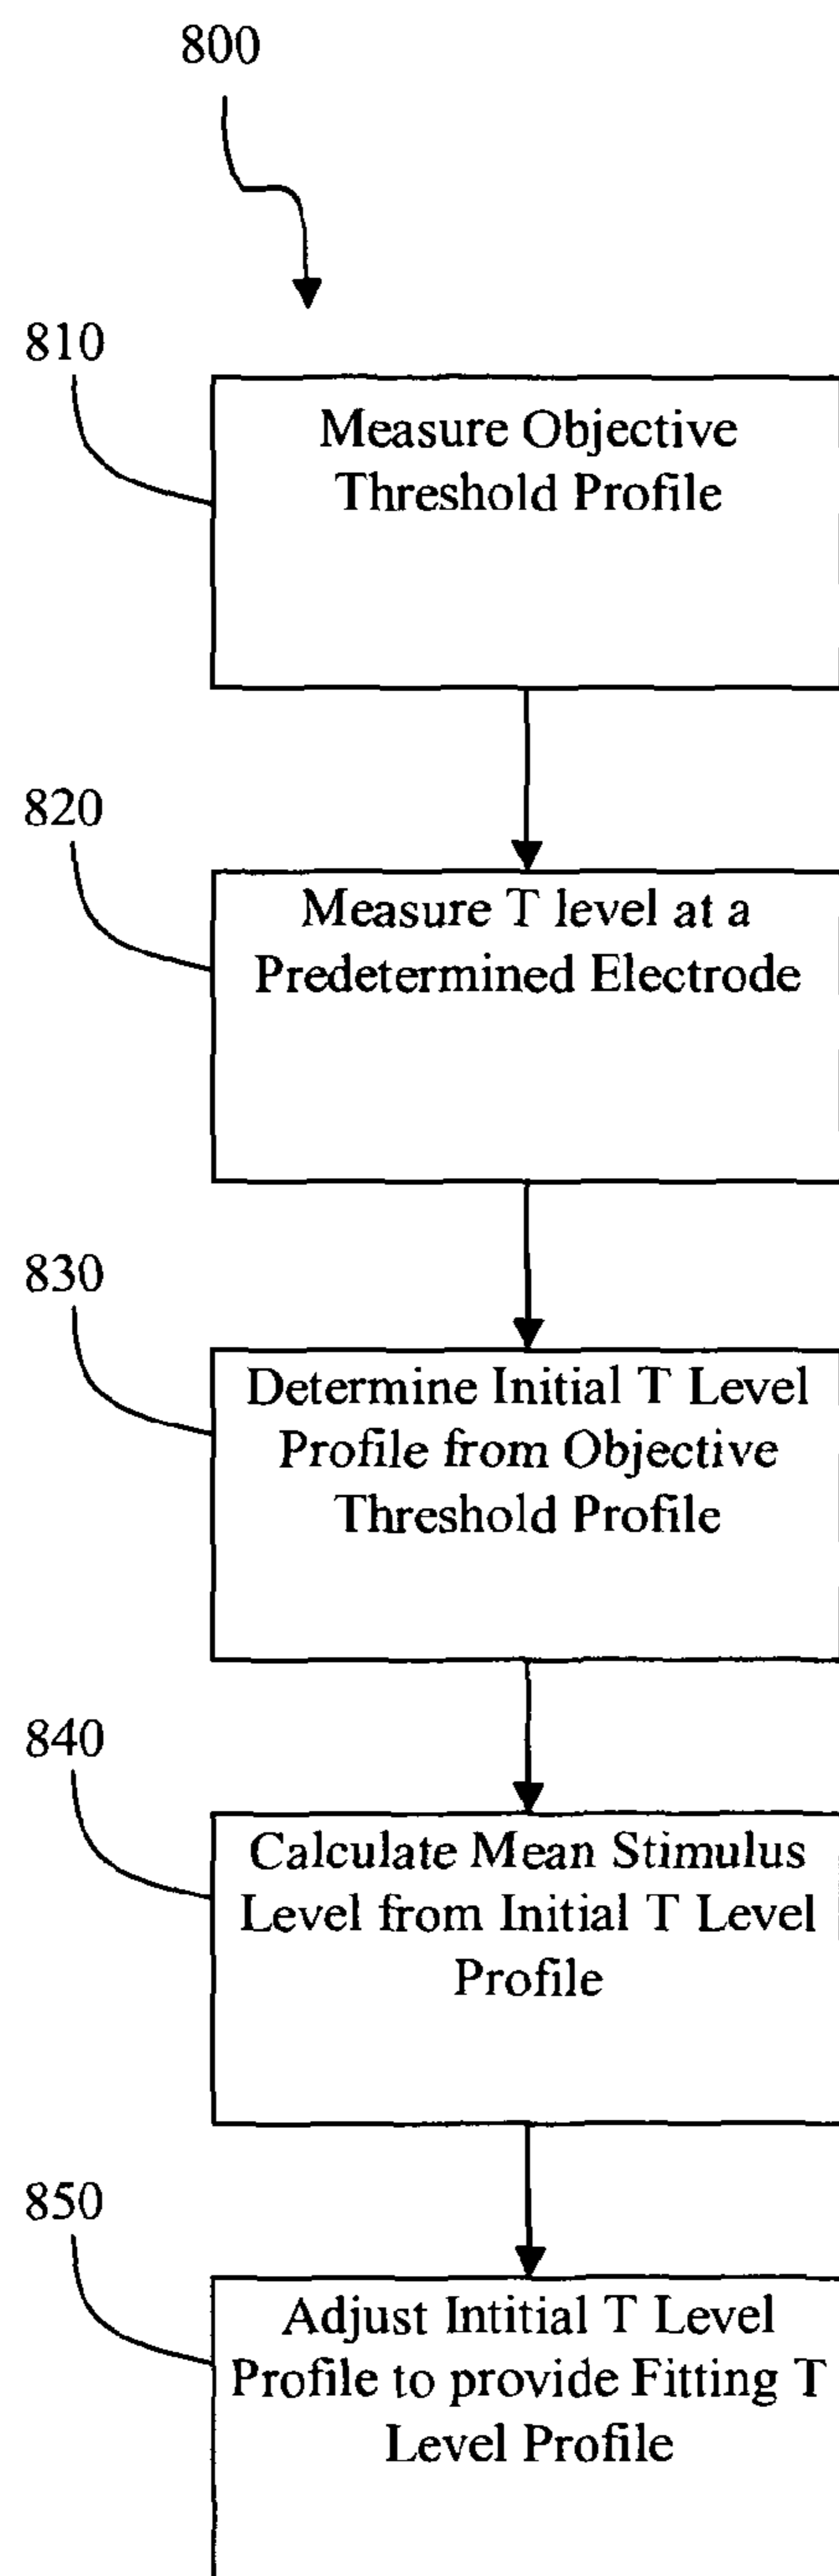 800
810
Measure Objective
Threshold Profile
820
Measure T level at a
Predetermined Electrode
830
Determine Initial T Level
Profile from Objective
Threshold Profile
840
Calculate Mean Stimulus
Level from Initial T Level
Profile
850
Adjust Intitial T Level
Profile to provide Fitting T
Level Profile